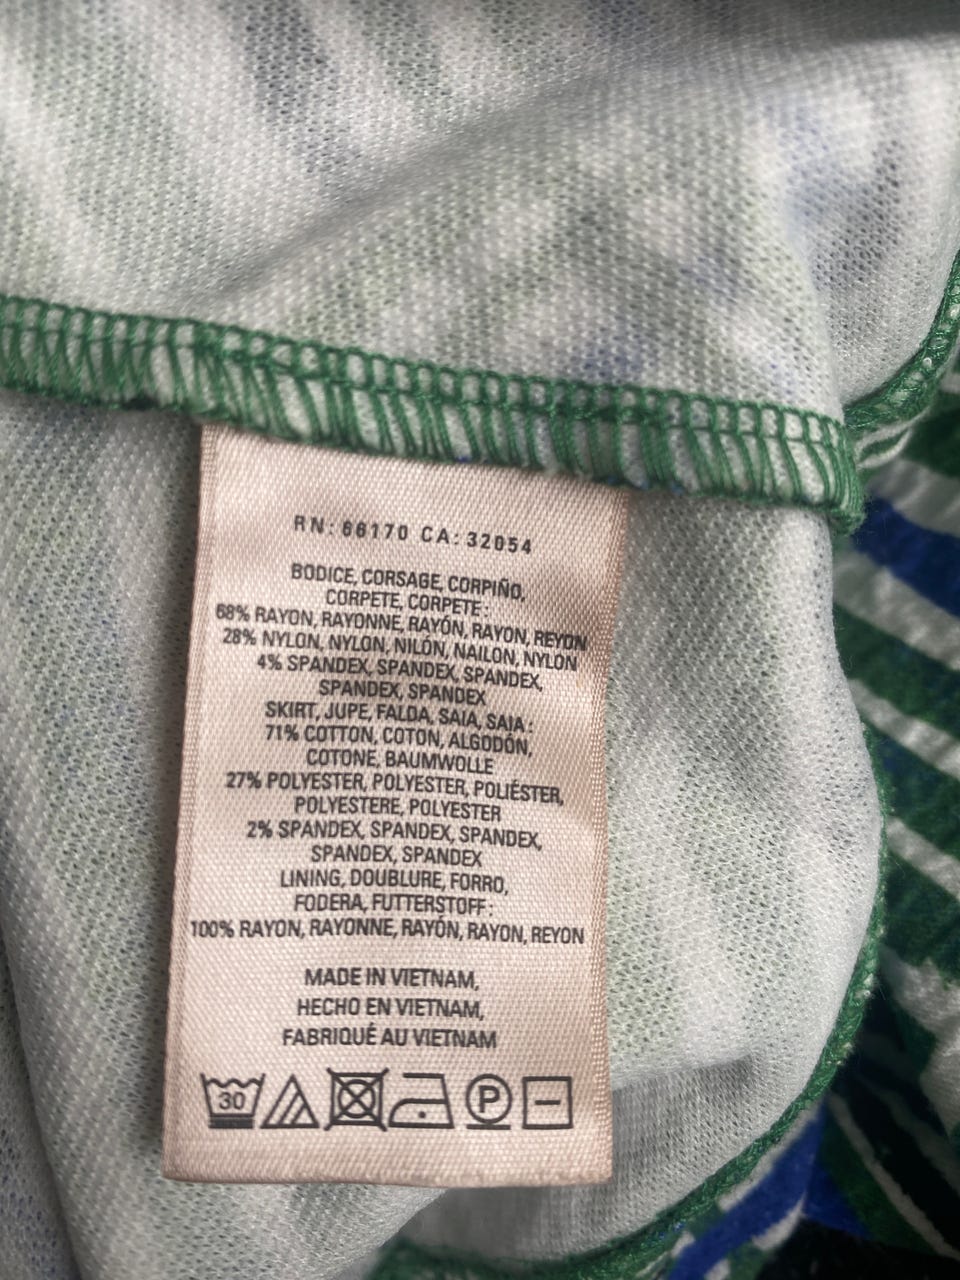 RN: 66170 CA: 32054
BODICE, CORSAGE, CORPIÑO,
CORPETE, CORPETE :
68% RAYON, RAYONNE, RAYÓN, RAYON, REYON
28% NYLON, NYLON, NILÓN, NAILON, NYLON
4% SPANDEX, SPANDEX, SPANDEX,
SPANDEX, SPANDEX
SKIRT, JUPE, FALDA, SAIA, SAIA :
71% COTTON, COTON, ALGODÓN,
COTONE, BAUMWOLLE
27% POLYESTER, POLYESTER, POLIÉSTER,
POLYESTERE, POLYESTER
2% SPANDEX, SPANDEX, SPANDEX,
SPANDEX, SPANDEX
LINING, DOUBLURE, FORRO,
FODERA, FUTTERSTOFF :
100% RAYON, RAYONNE, RAYÓN, RAYON, REYON
MADE IN VIETNAM,
HECHO EN VIETNAM,
FABRIQUÉ AU VIETNAM
30 P